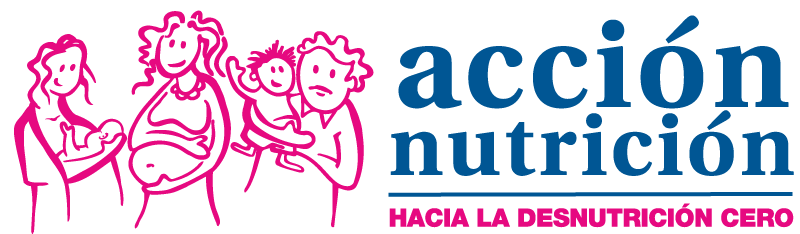 acción
nutrición
HACIA LA DESNUTRICIÓN CERO